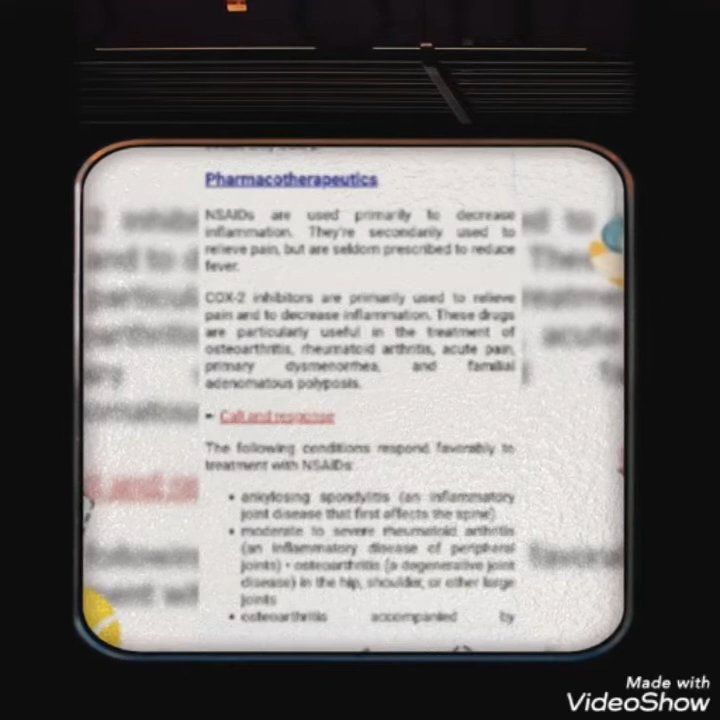 Pharmacotherapeutics
NSAIDs are used primarily to decrease
inflammation. They're secondarily used to
relieve pain, but are seldom prescribed to reduce
fever.
COX-2 inhibitors are primarily used to relieve
pain and to decrease inflammation. These drugs
are particularly useful in the treatment of
osteoarthritis, rheumatoid arthritis, acute pain,
primary dysmenorrhea, and familial
adenomatous polyposis.
Call and response
The following conditions respond favorably to
treatment with NSAIDs:
• ankylosing spondylitis (an inflammatory
joint disease that first affects the spine)
• moderate to severe rheumatoid arthritis
(an inflammatory disease of peripheral
joints) • osteoarthritis (a degenerative joint
disease) in the hip, shoulder, or other large
joints
• osteoarthritis accompanied by
Made with
VideoShow